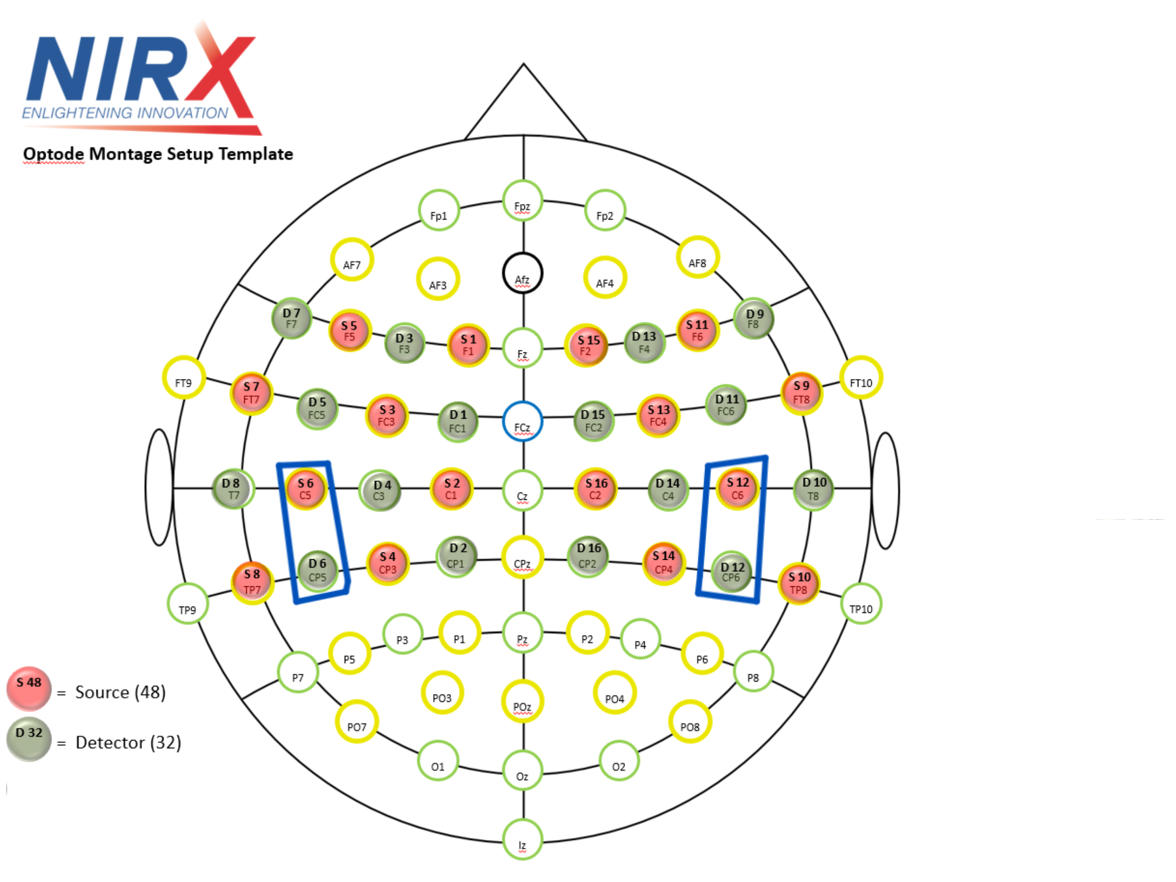 NIRX
ENLIGHTENING INNOVATION
Optode Montage Setup Template
Fp1 Fpz Fp2
AF7 AF3 Afz AF4 AF8
D 7 F7 S 5 F5 D 3 F3 S 1 F1 Fz S 15 F2 D 13 F4 S 11 F6 D 9 F8
FT9 S 7 FT7 D 5 FC5 S 3 FC3 D 1 FC1 FCz D 15 FC2 S 13 FC4 D 11 FC6 S 9 FT8 FT10
D 8 T7 S 6 C5 D 4 C3 S 2 C1 Cz S 16 C2 D 14 C4 S 12 C6 D 10 T8
TP9 S 8 TP7 D 6 CP5 S 4 CP3 D 2 CP1 CPz D 16 CP2 S 14 CP4 D 12 CP6 S 10 TP8 TP10
P7 P5 P3 P1 Pz P2 P4 P6 P8
PO7 PO3 POz PO4 PO8
O1 Oz O2
Iz
S 48 = Source (48)
D 32 = Detector (32)